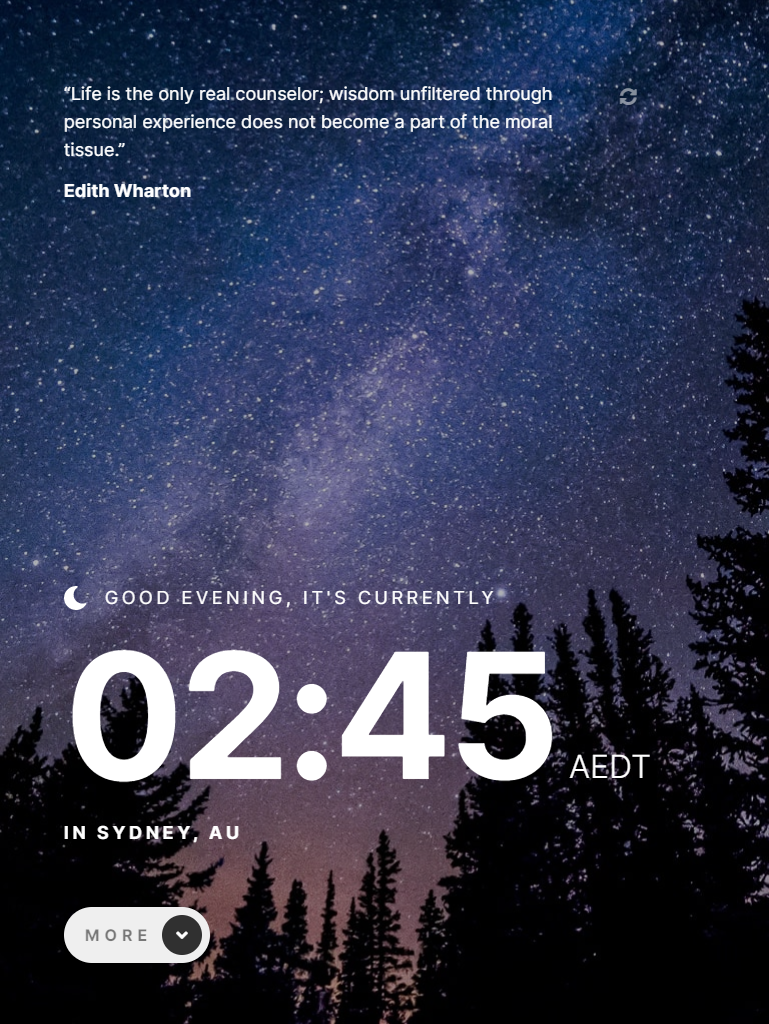 “Life is the only real counselor; wisdom unfiltered through
personal experience does not become a part of the moral
tissue.”
Edith Wharton
GOOD EVENING, IT'S CURRENTLY
02:45 AEDT
IN SYDNEY, AU
MORE